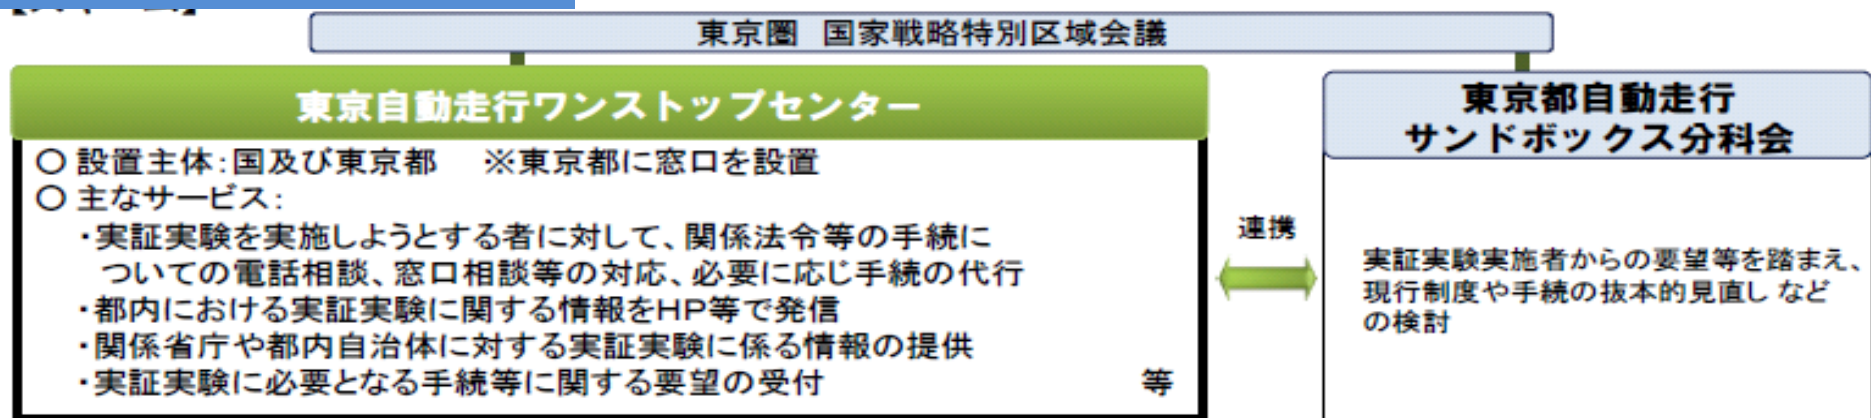 東京圏　国家戦略特別区域会議
東京自動走行ワンストップセンター
○ 設置主体：国及び東京都　※東京都に窓口を設置
○ 主なサービス：
・実証実験を実施しようとする者に対して、関係法令等の手続に
ついての電話相談、窓口相談等の対応、必要に応じ手続の代行
・都内における実証実験に関する情報をHP等で発信
・関係省庁や都内自治体に対する実証実験に係る情報の提供
・実証実験に必要となる手続等に関する要望の受付　等
連携
東京都自動走行
サンドボックス分科会
実証実験実施者からの要望等を踏まえ、
現行制度や手続の抜本的見直し など
の検討